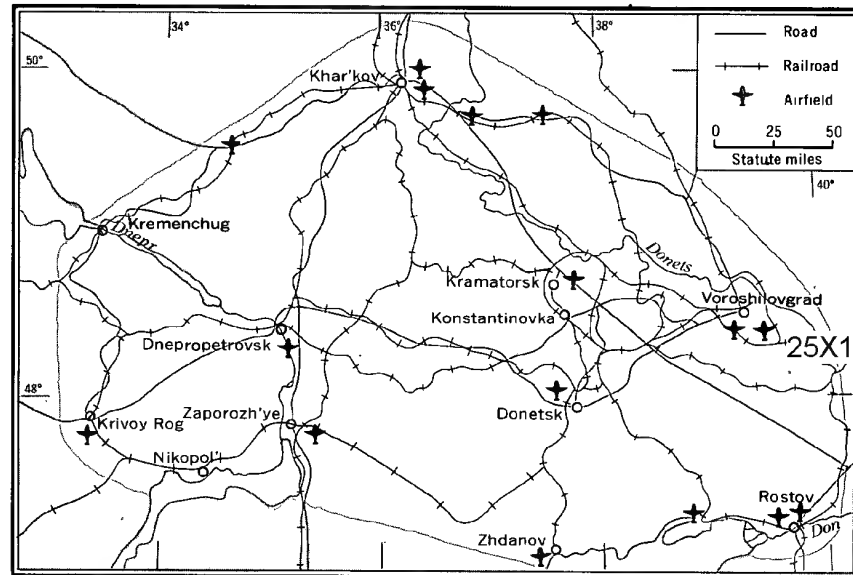 34°
36°
38°
Road
50°
Khar'kov
Railroad
Airfield
0 25 50
Statute miles
40°
Kremenchug
Dnepr
Donets
Kramatorsk
Voroshilovgrad
Konstantinovka
Dnepropetrovsk
25X1
48°
Donetsk
Zaporozh'ye
Krivoy Rog
Nikopol'
Rostov
Don
Zhdanov